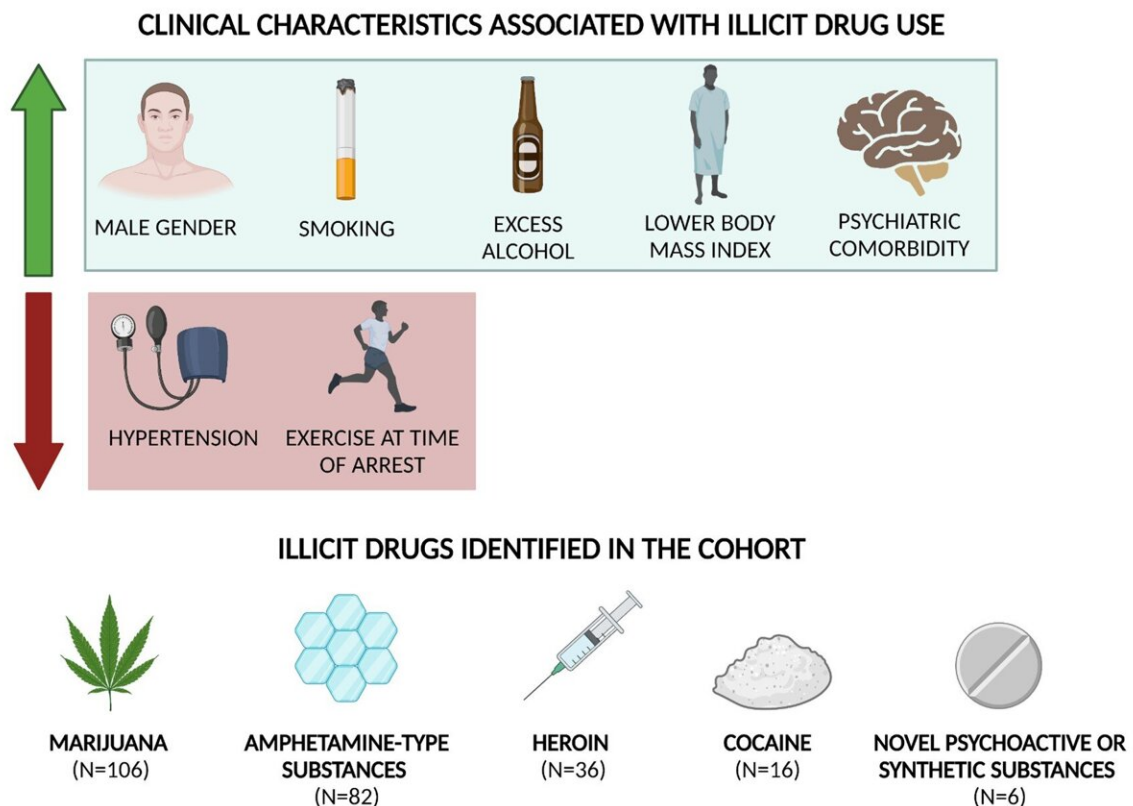 CLINICAL CHARACTERISTICS ASSOCIATED WITH ILLICIT DRUG USE
MALE GENDER
SMOKING
EXCESS
ALCOHOL
LOWER BODY
MASS INDEX
PSYCHIATRIC
COMORBIDITY
HYPERTENSION
EXERCISE AT TIME
OF ARREST
ILLICIT DRUGS IDENTIFIED IN THE COHORT
MARIJUANA
(N=106)
AMPHETAMINE-TYPE
SUBSTANCES
(N=82)
HEROIN
(N=36)
COCAINE
(N=16)
NOVEL PSYCHOACTIVE OR
SYNTHETIC SUBSTANCES
(N=6)